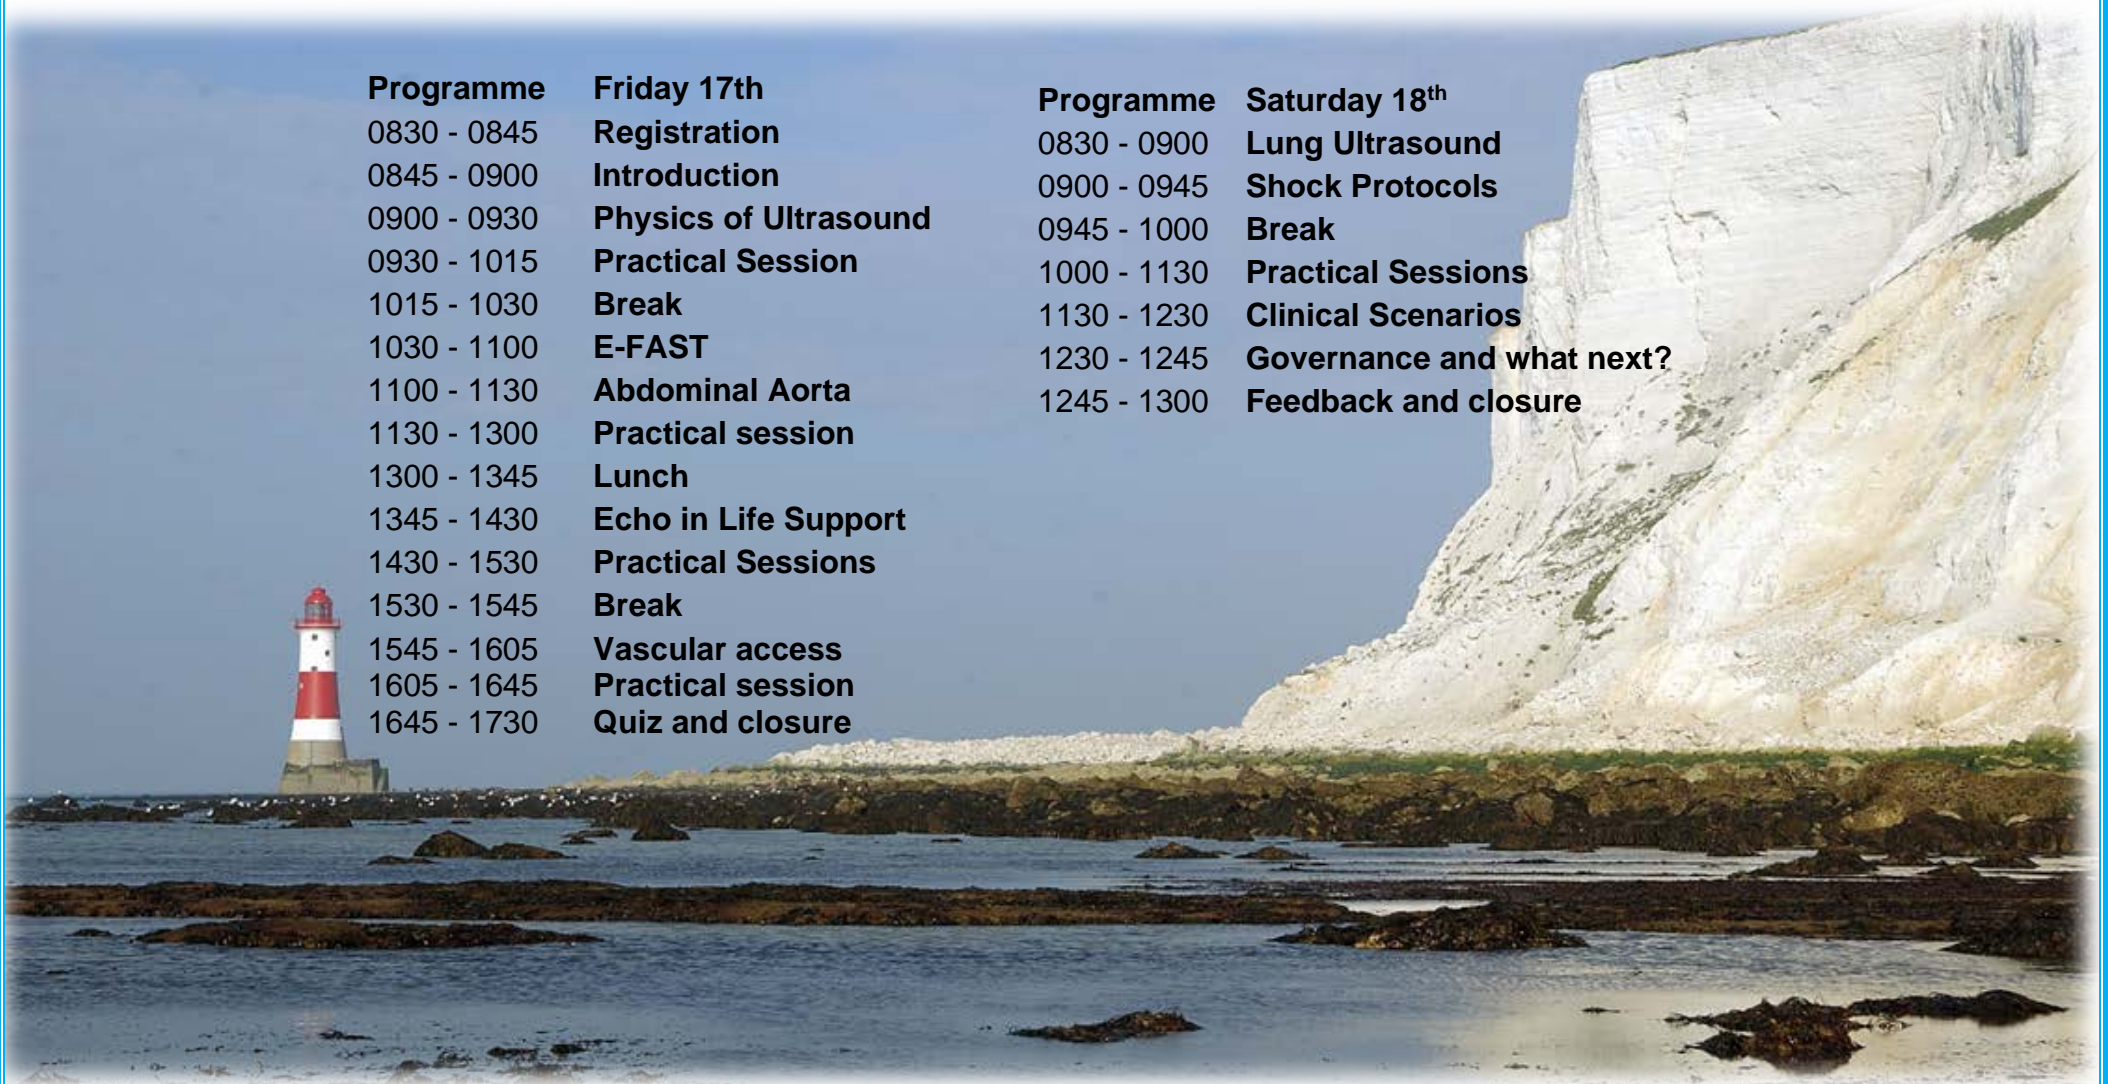 Programme Friday 17th
0830 - 0845 Registration
0845 - 0900 Introduction
0900 - 0930 Physics of Ultrasound
0930 - 1015 Practical Session
1015 - 1030 Break
1030 - 1100 E-FAST
1100 - 1130 Abdominal Aorta
1130 - 1300 Practical session
1300 - 1345 Lunch
1345 - 1430 Echo in Life Support
1430 - 1530 Practical Sessions
1530 - 1545 Break
1545 - 1605 Vascular access
1605 - 1645 Practical session
1645 - 1730 Quiz and closure
Programme Saturday 18th
0830 - 0900 Lung Ultrasound
0900 - 0945 Shock Protocols
0945 - 1000 Break
1000 - 1130 Practical Sessions
1130 - 1230 Clinical Scenarios
1230 - 1245 Governance and what next?
1245 - 1300 Feedback and closure